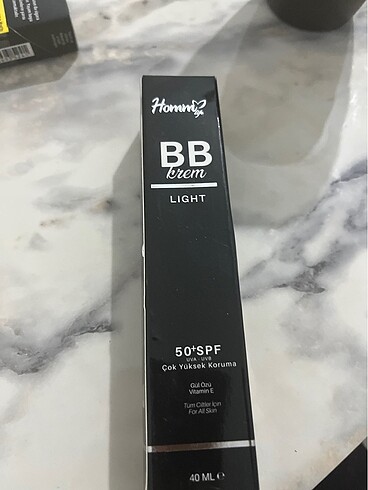 Homm
BB
krem
LIGHT
50+SPF
UVA - UVB
Çok Yüksek Koruma
Gül Özü
Vitamin E
Tüm Ciltler İçin
For All Skin
40 ML ℮